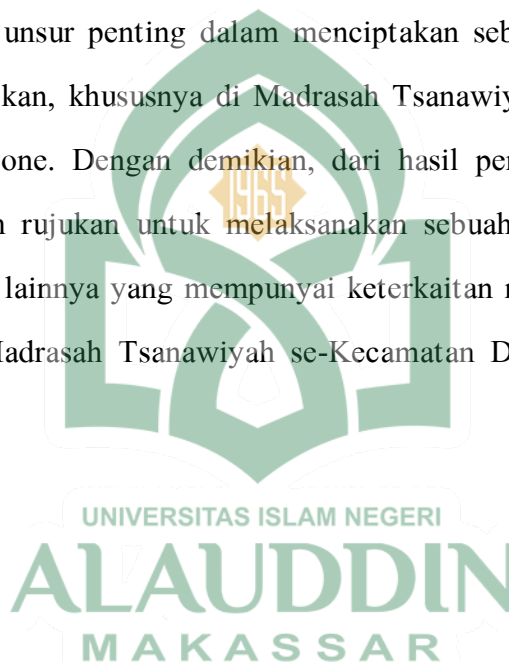 unsur penting dalam menciptakan seb
kan, khususnya di Madrasah Tsanawiy
one. Dengan demikian, dari hasil per
n rujukan untuk melaksanakan sebuah
lainnya yang mempunyai keterkaitan r
Madrasah Tsanawiyah se-Kecamatan D
1965
UNIVERSITAS ISLAM NEGERI
ALAUDDIN
MAKASSAR